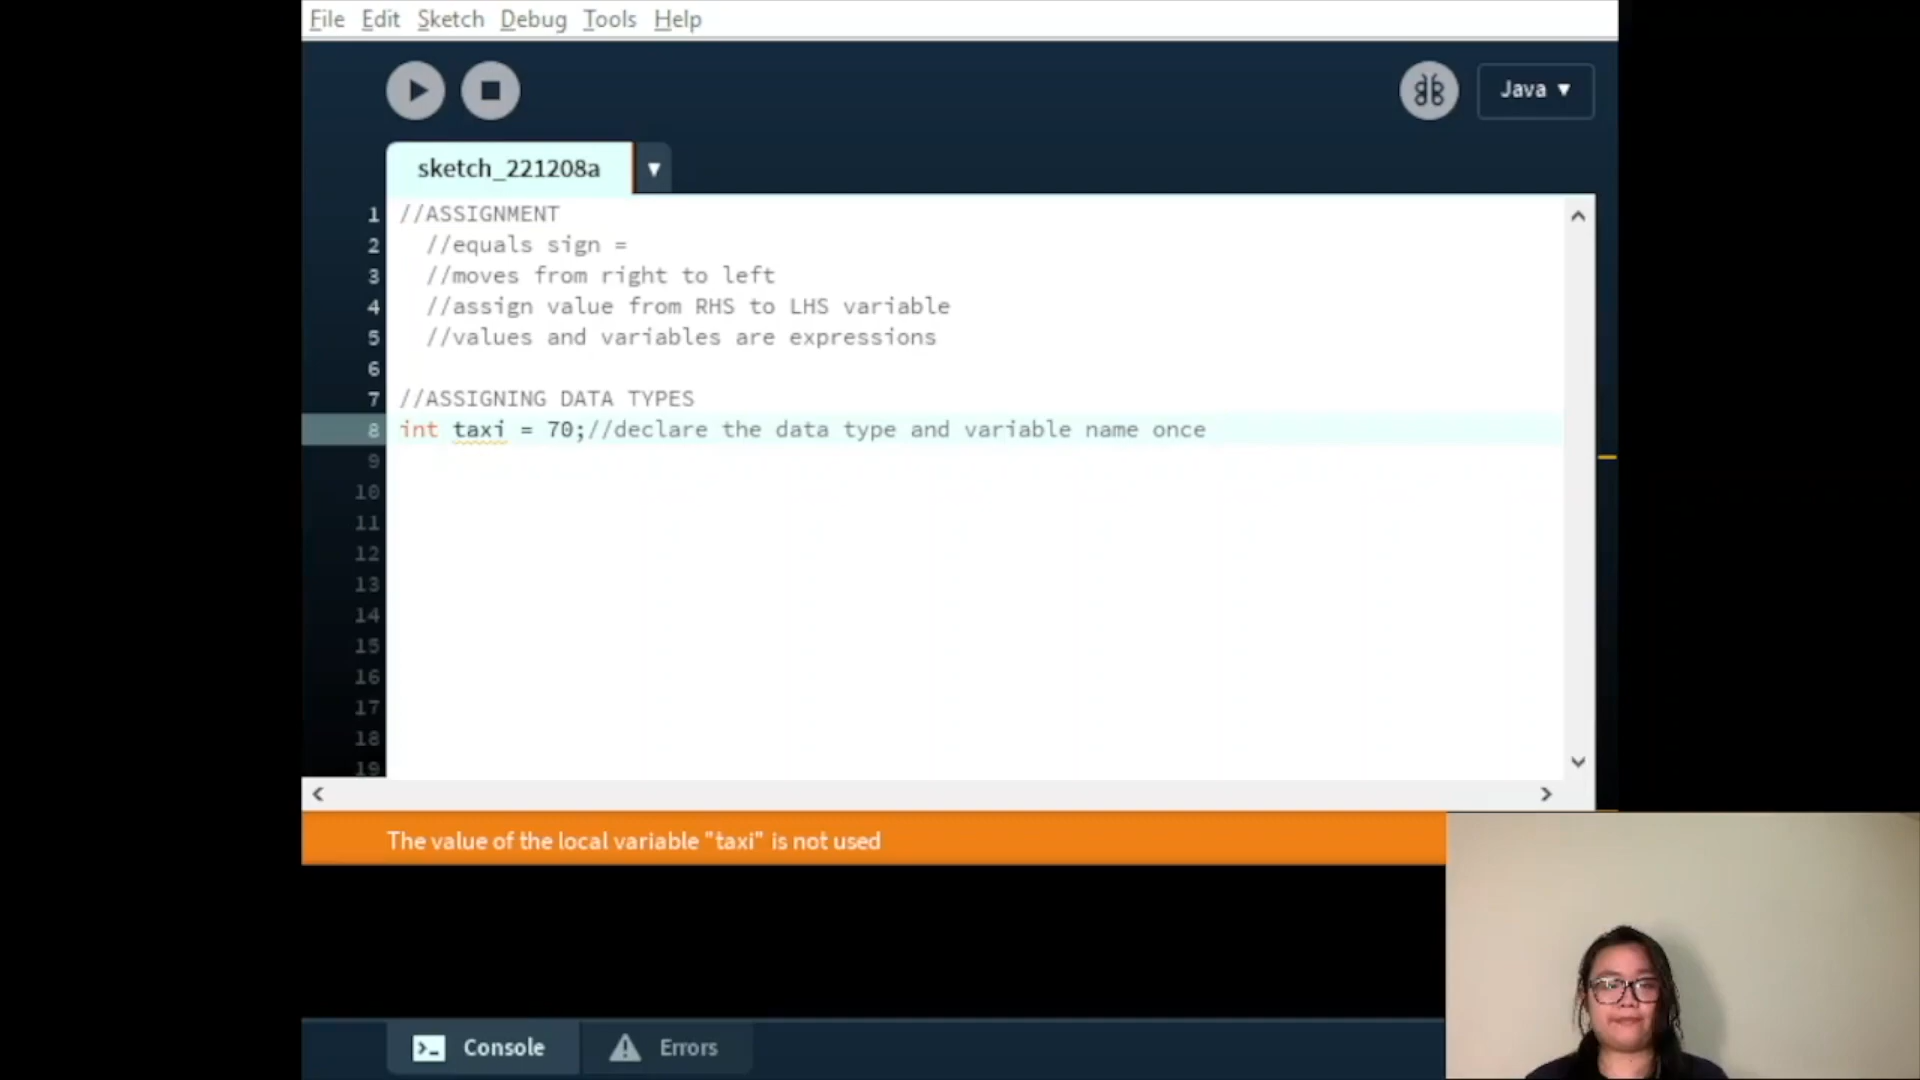 File Edit Sketch Debug Tools Help
Java ▼
sketch_221208a ▼
1 //ASSIGNMENT
2 //equals sign =
3 //moves from right to left
4 //assign value from RHS to LHS variable
5 //values and variables are expressions
6
7 //ASSIGNING DATA TYPES
8 int taxi = 70;//declare the data type and variable name once
9
10
11
12
13
14
15
16
17
18
19
The value of the local variable "taxi" is not used
Console Errors